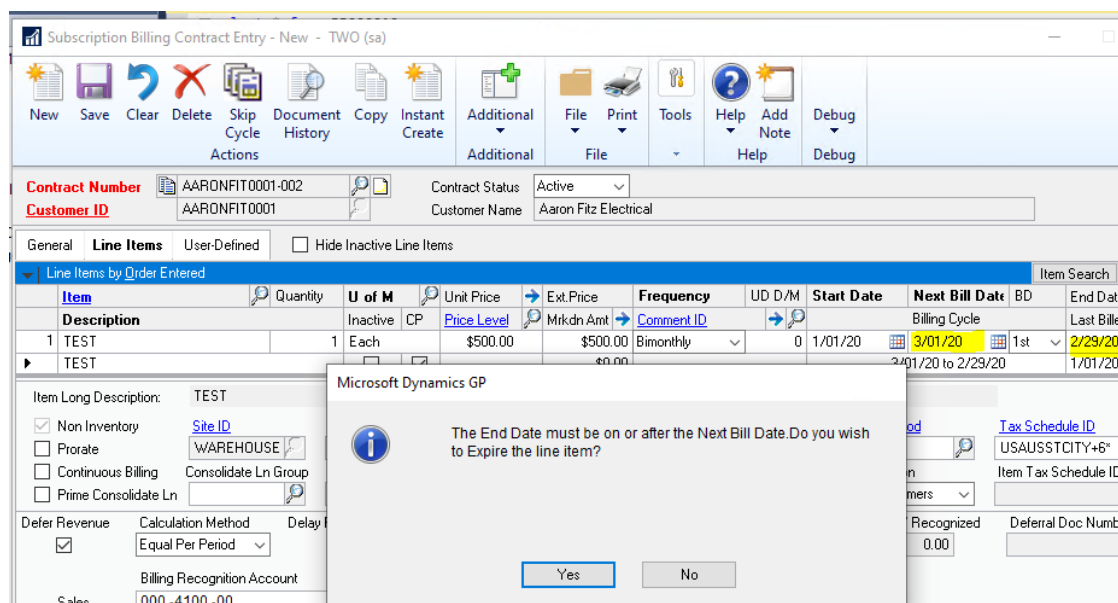 Subscription Billing Contract Entry - New - TWO (sa)
New Save Clear Delete Skip Cycle Document History Copy Instant Create Additional File Print Tools Help Add Note Debug
Actions Additional File Help Debug
Contract Number AARONFIT0001-002 Contract Status Active
Customer ID AARONFIT0001 Customer Name Aaron Fitz Electrical
General Line Items User-Defined Hide Inactive Line Items
Line Items by Order Entered Item Search
Item Quantity U of M Unit Price Ext.Price Frequency UD D/M Start Date Next Bill Date BD End Dat
Description Inactive CP Price Level Mrkdn Amt Comment ID Billing Cycle Last Bille
1 TEST 1 Each $500.00 $500.00 Bimonthly 0 1/01/20 3/01/20 1st 2/29/20
TEST $0.00 3/01/20 to 2/29/20 1/01/20
Microsoft Dynamics GP
Item Long Description: TEST
Non Inventory Site ID od Tax Schedule ID
The End Date must be on or after the Next Bill Date.Do you wish
to Expire the line item?
Prorate WAREHOUSE USAUSSTCITY+6*
Continuous Billing Consolidate Ln Group on Item Tax Schedule ID
Prime Consolidate Ln mers
Defer Revenue Calculation Method Delay Recognized Deferral Doc Numb
Equal Per Period 0.00
Yes No
Billing Recognition Account
Sales 000 -4100 -00